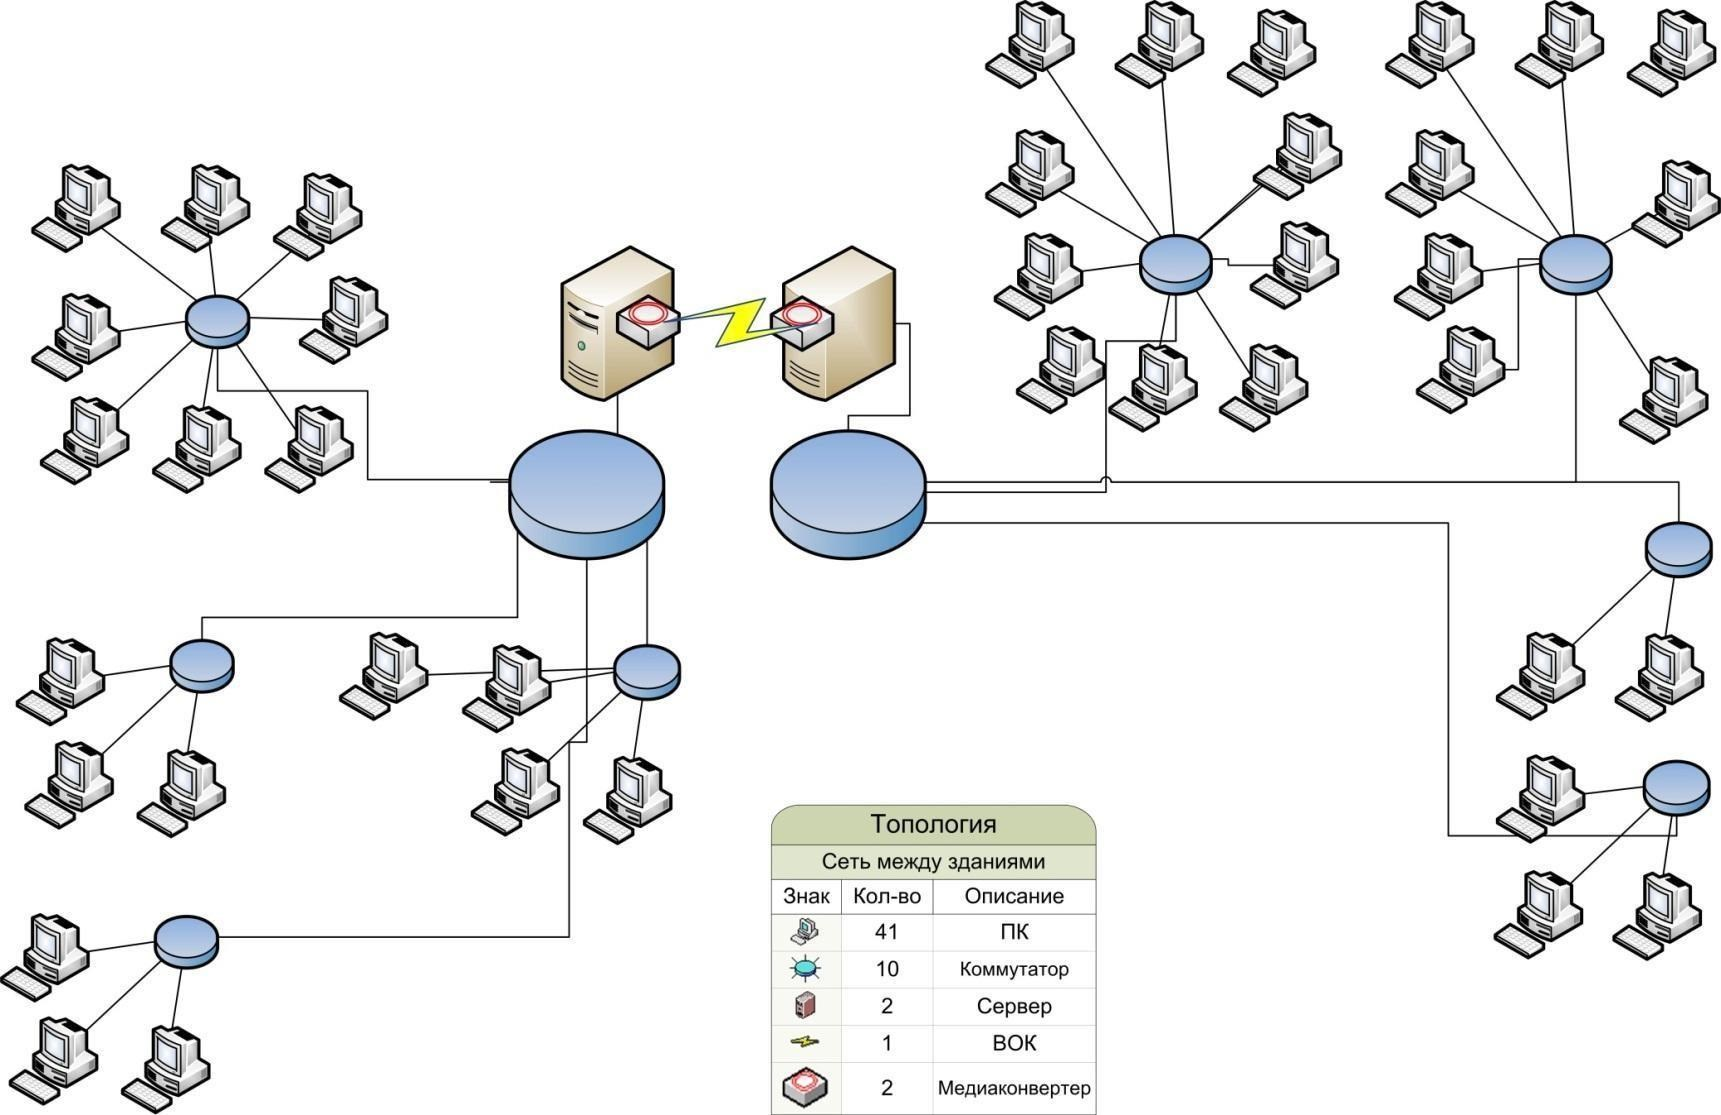 Топология
Сеть между зданиями
Знак Кол-во Описание
41 ПК
10 Коммутатор
2 Сервер
1 ВОК
2 Медиаконвертер